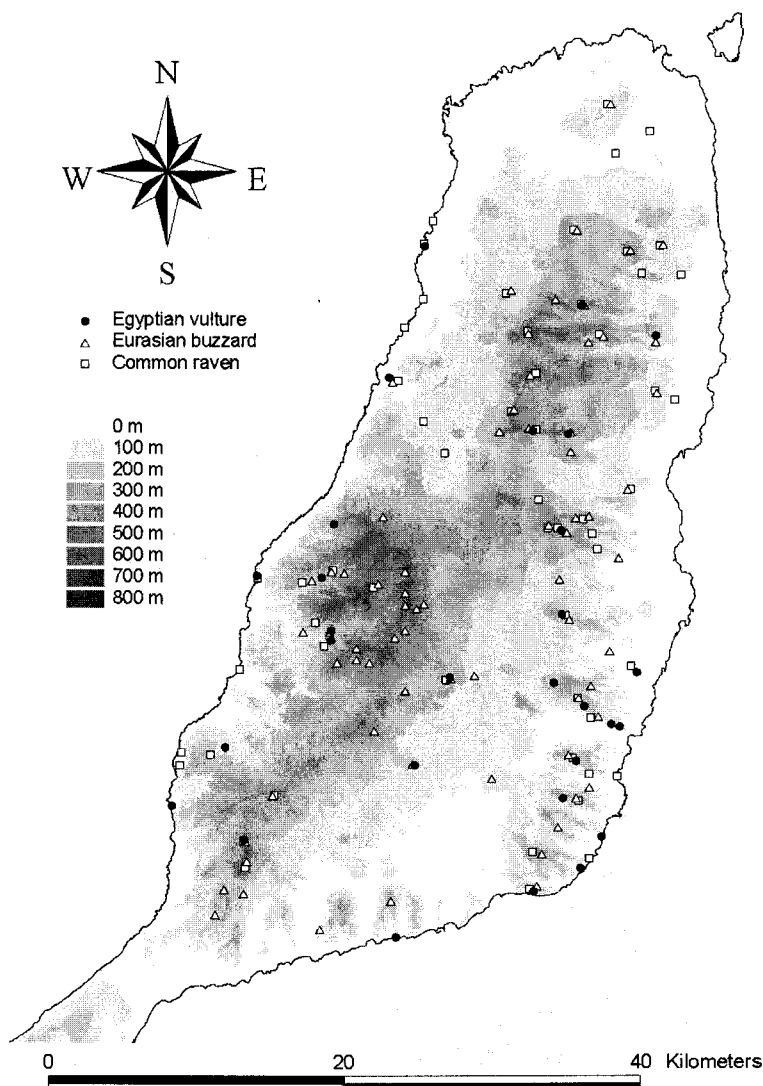 N
W E
S
Egyptian vulture
Eurasian buzzard
Common raven
0 m
100 m
200 m
300 m
400 m
500 m
600 m
700 m
800 m
0 20 40 Kilometers